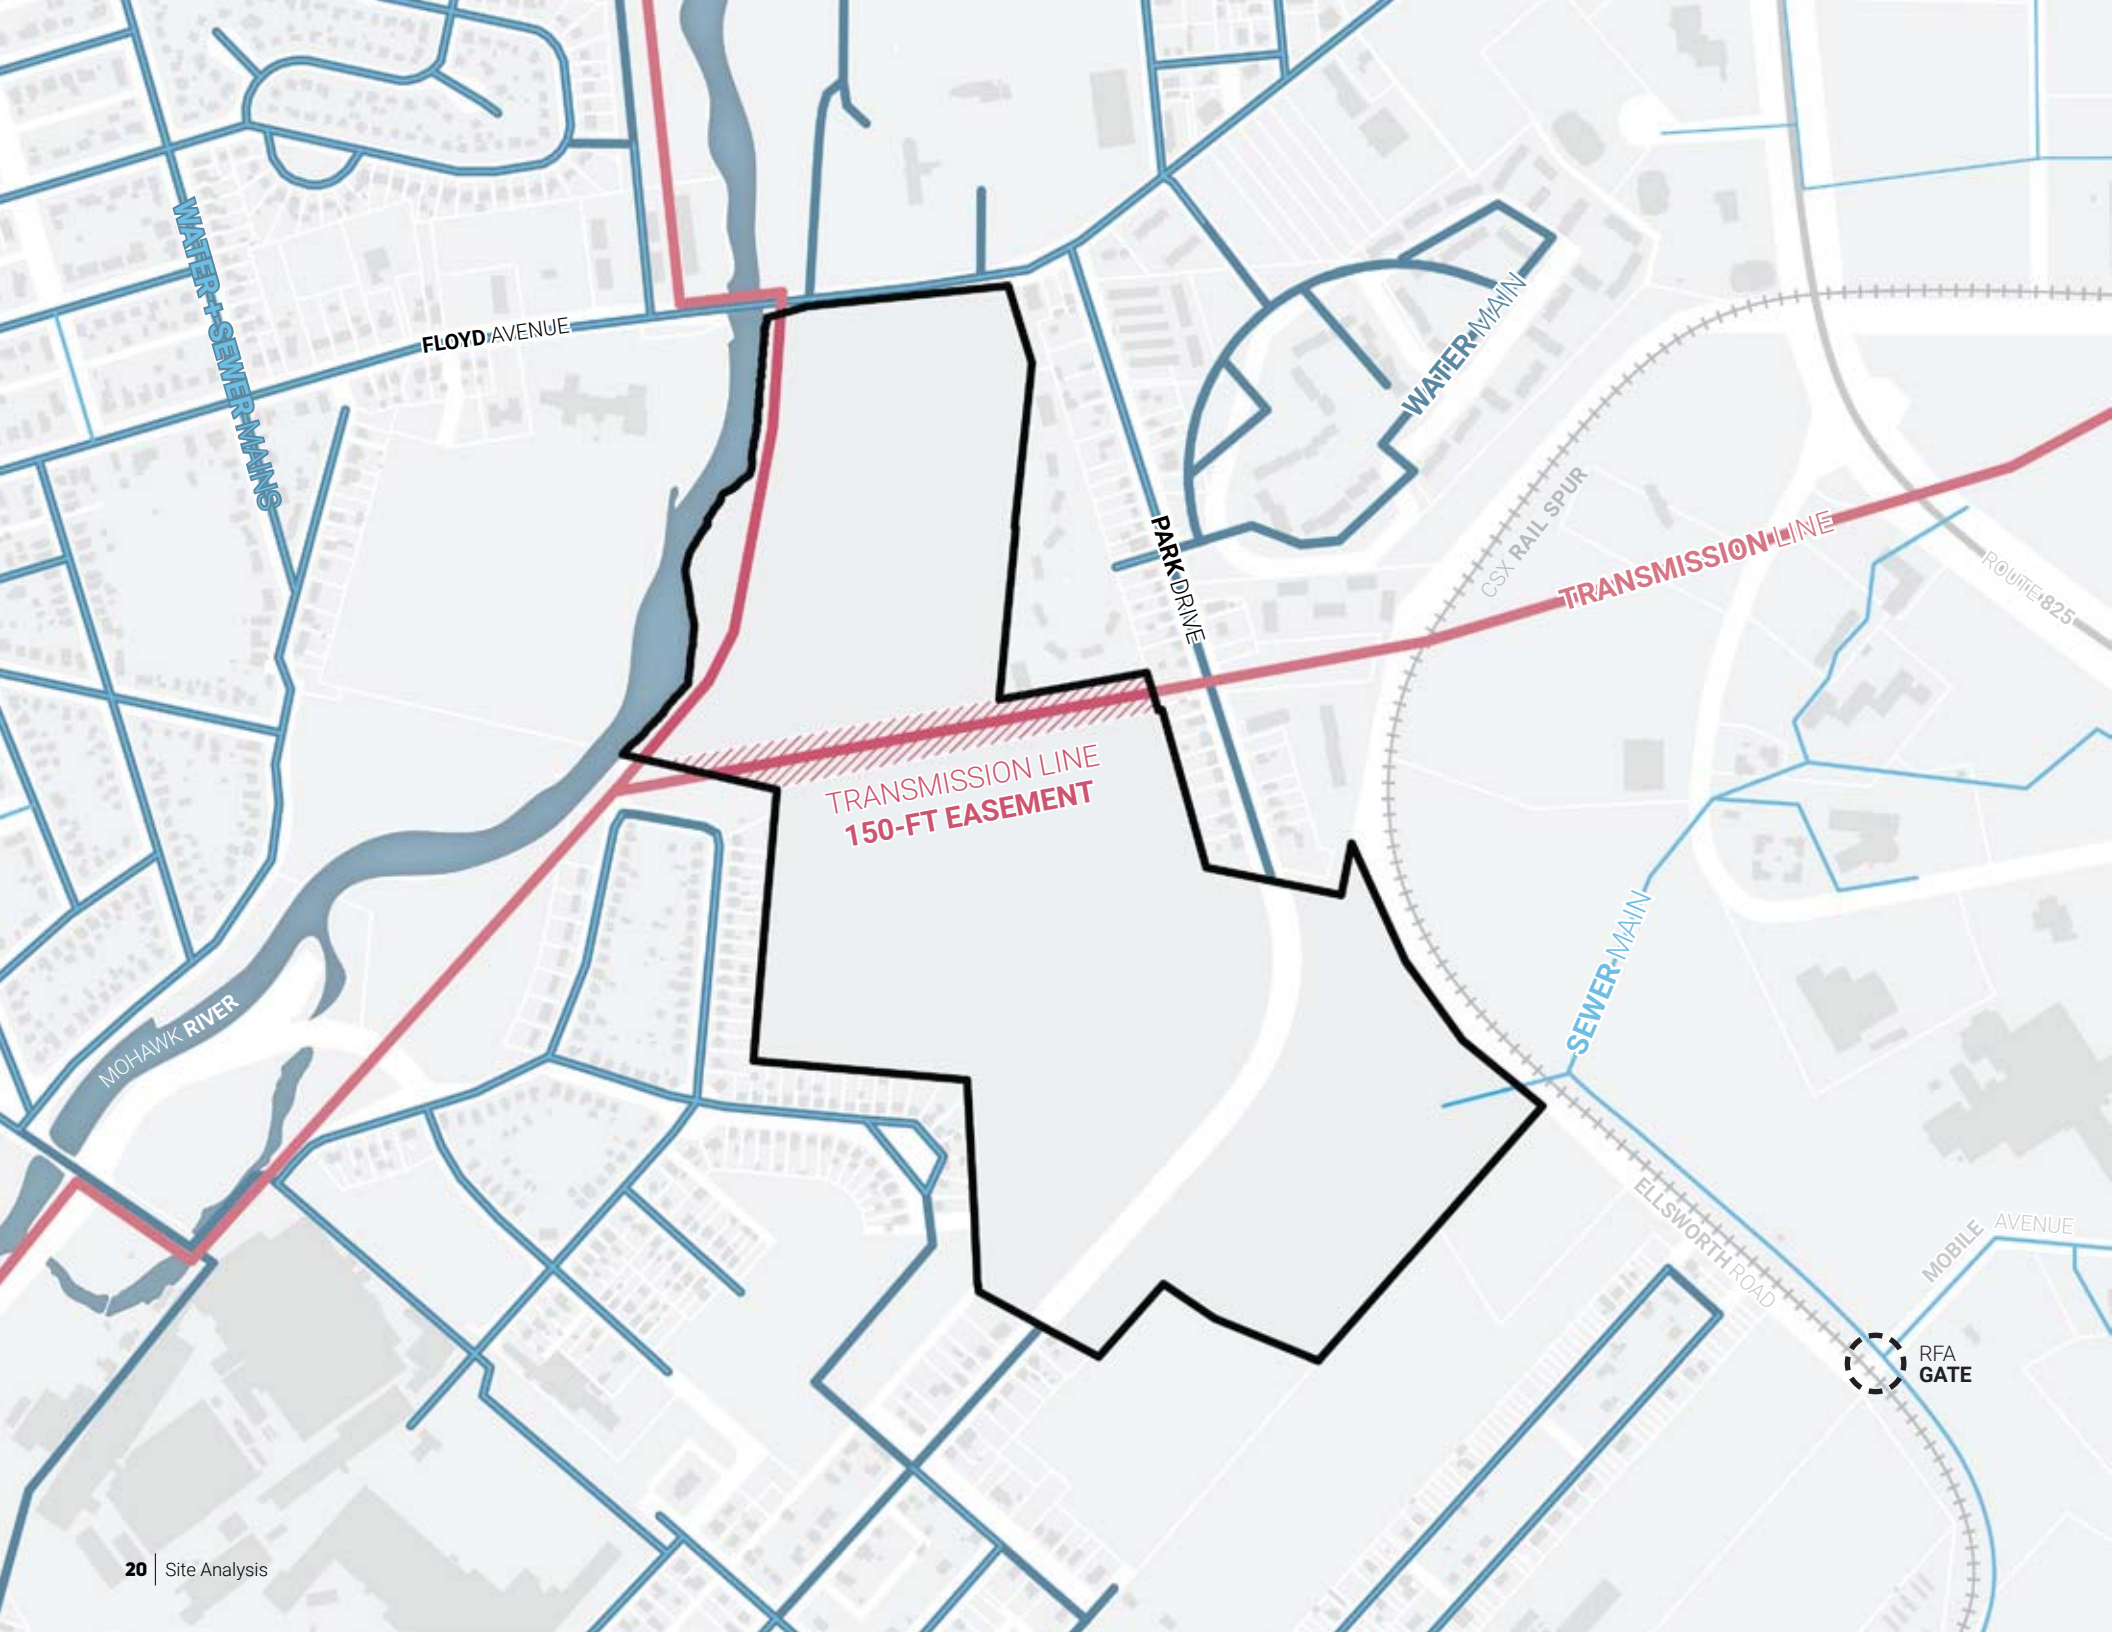 WATER + SEWER MAINS
FLOYD AVENUE
WATER MAIN
PARK DRIVE
CSX RAIL SPUR
TRANSMISSION LINE
ROUTE 825
TRANSMISSION LINE
150-FT EASEMENT
SEWER MAIN
MOHAWK RIVER
ELLSWORTH ROAD
MOBILE AVENUE
RFA
GATE
20 | Site Analysis